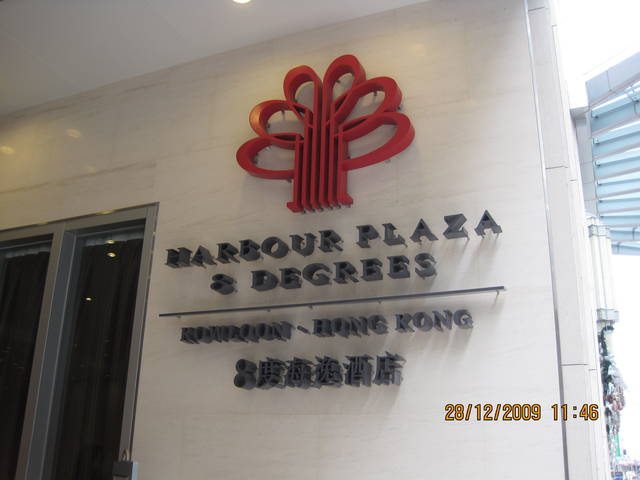 HARBOUR PLAZA
8 DEGREES
KOWLOON - HONG KONG
8度海逸酒店
28/12/2009 11:46